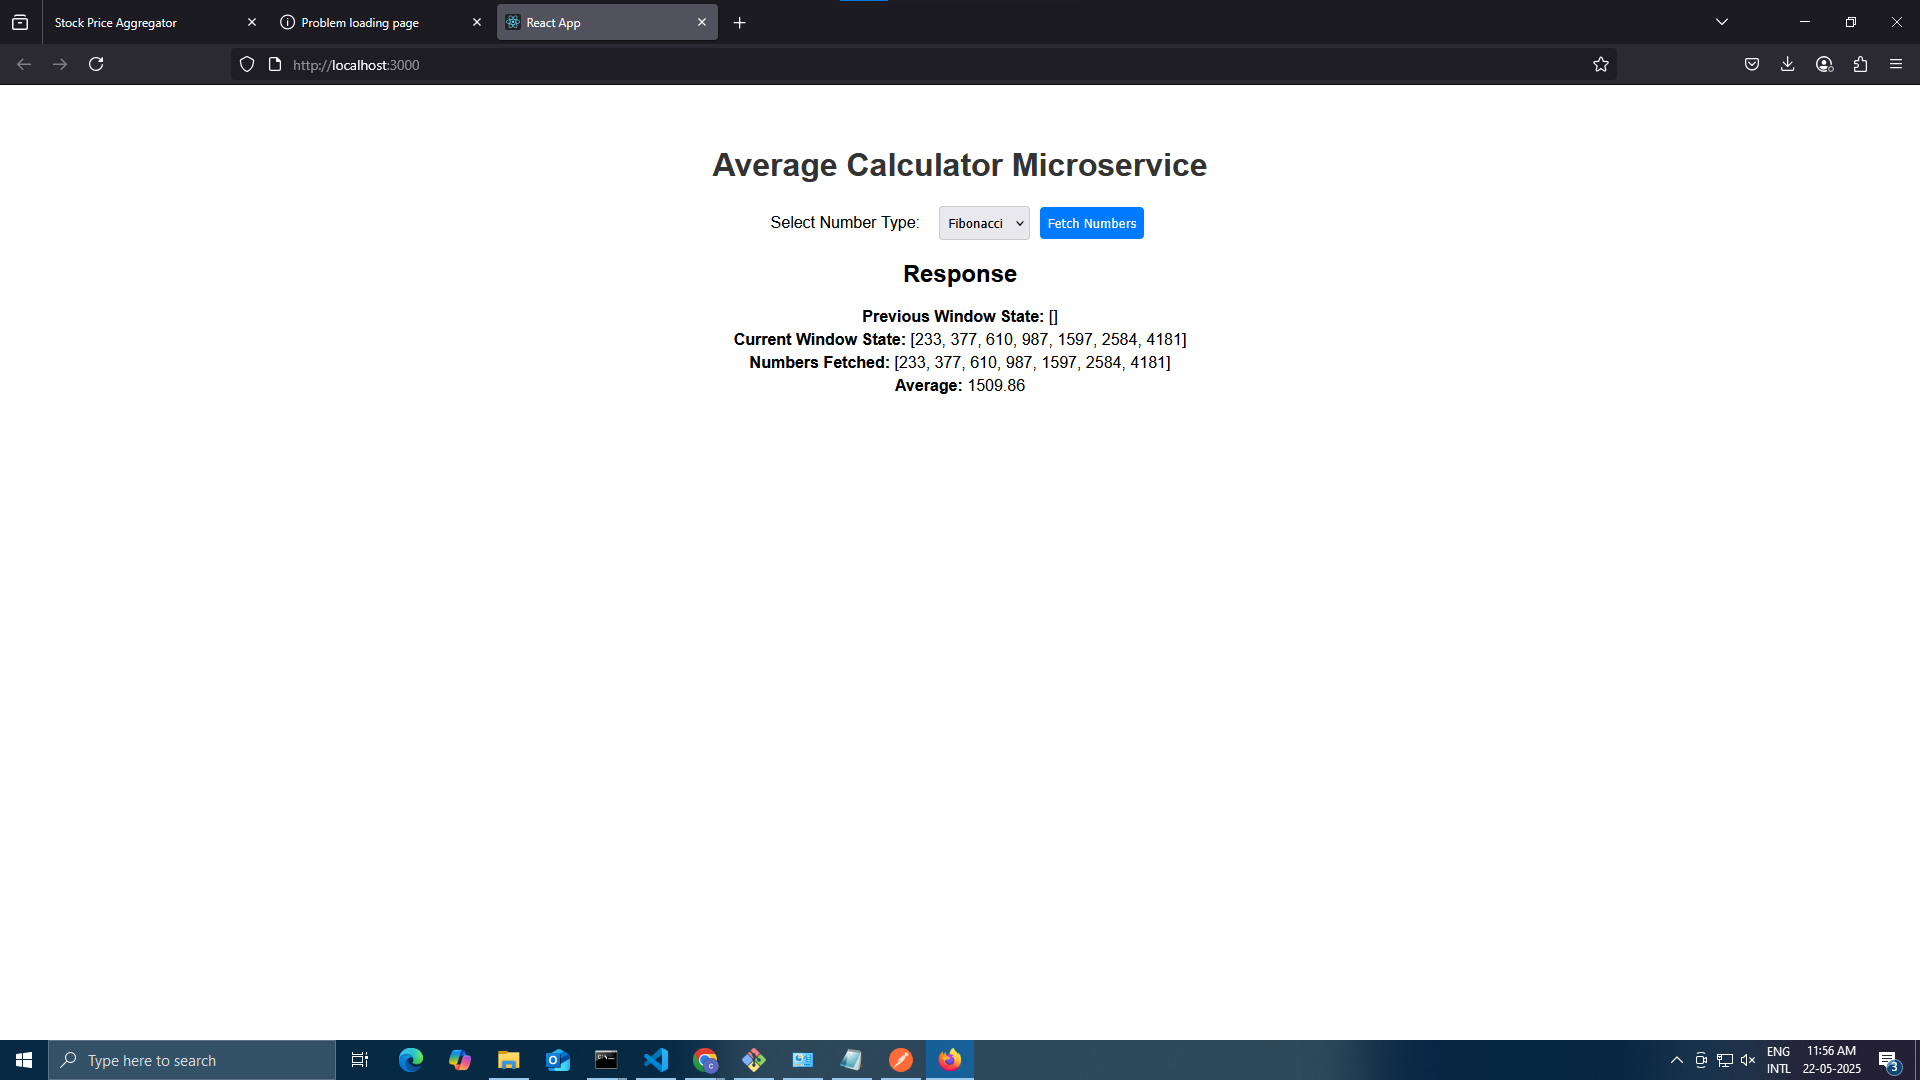 Stock Price Aggregator
Problem loading page
React App
http://localhost:3000
Average Calculator Microservice
Select Number Type: Fibonacci Fetch Numbers
Response
Previous Window State: []
Current Window State: [233, 377, 610, 987, 1597, 2584, 4181]
Numbers Fetched: [233, 377, 610, 987, 1597, 2584, 4181]
Average: 1509.86
Type here to search
ENG
INTL
11:56 AM
22-05-2025
3